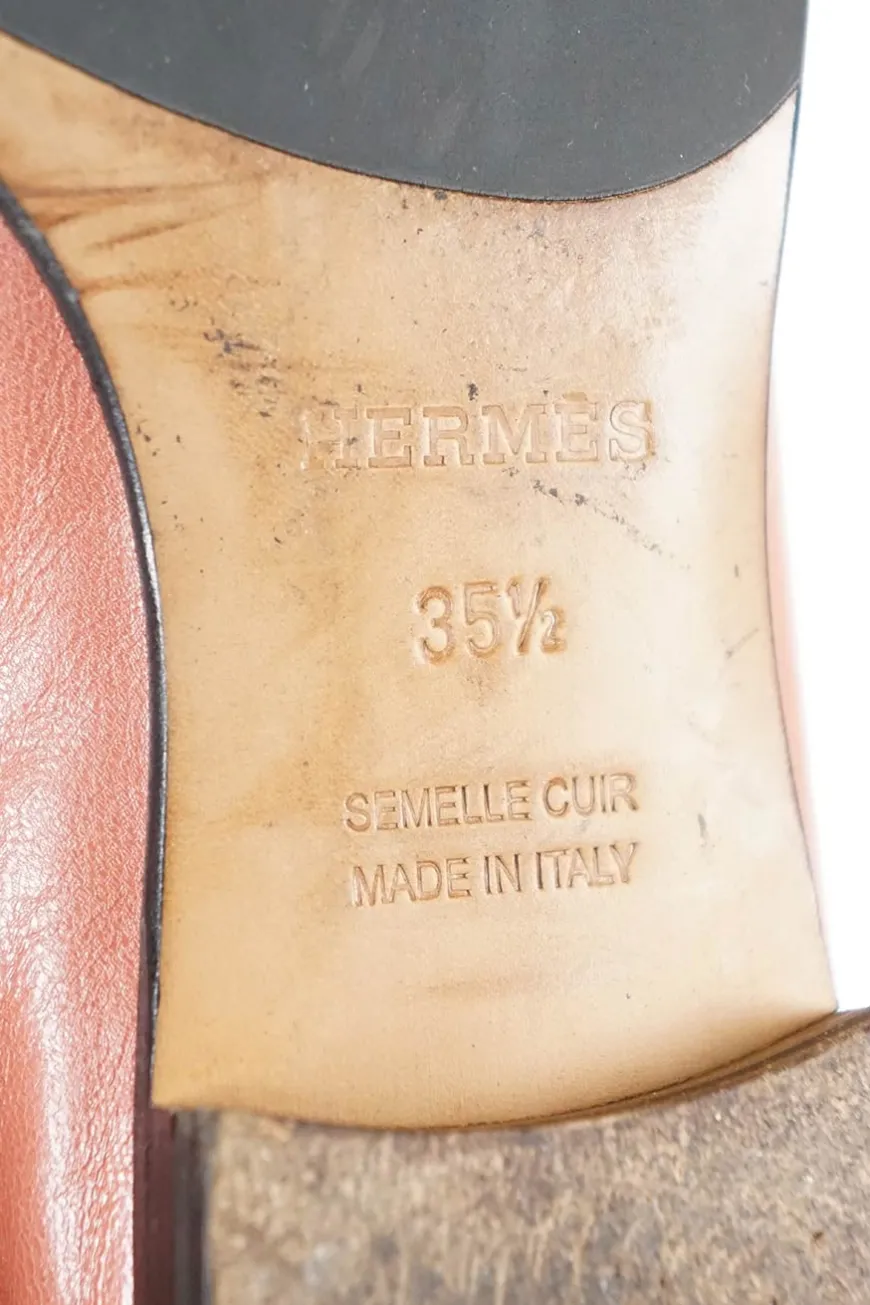 HERMÈS
35½
SEMELLE CUIR
MADE IN ITALY